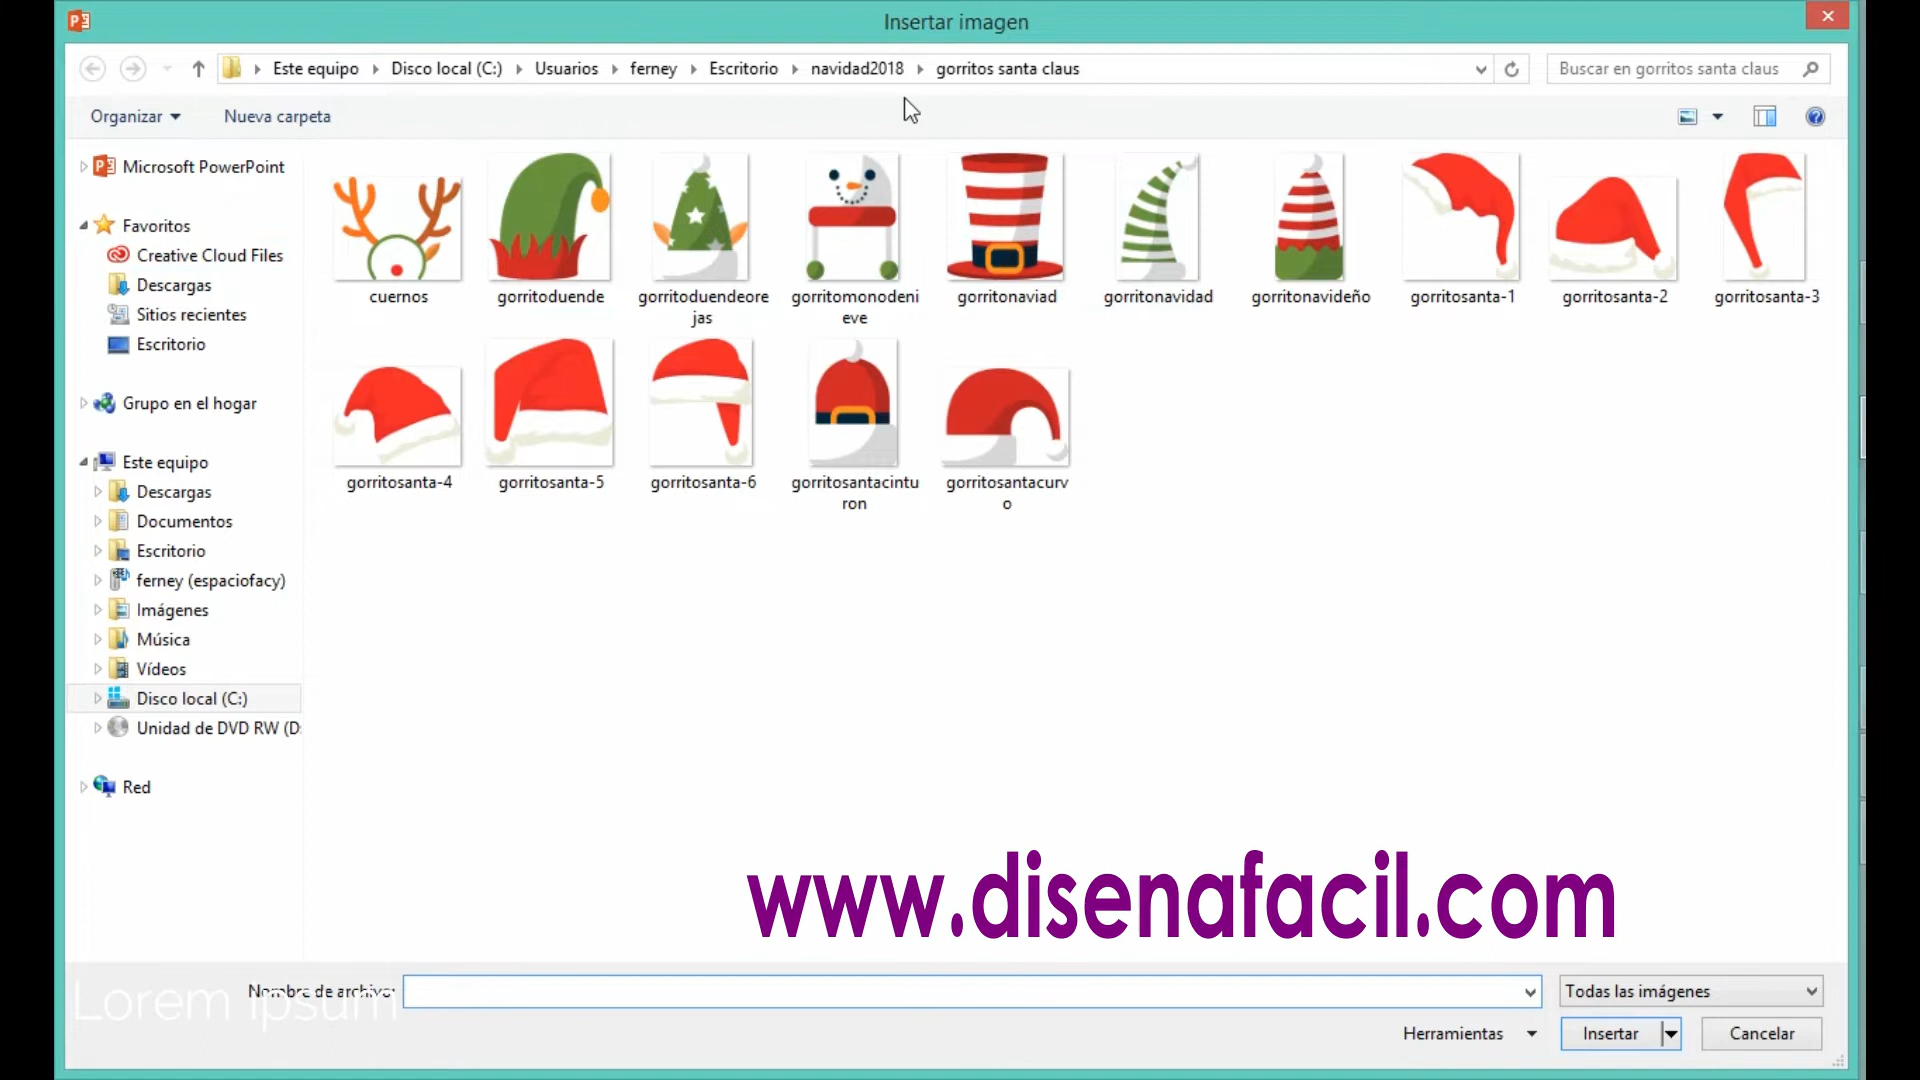 Insertar imagen
Este equipo Disco local (C:) Usuarios ferney Escritorio navidad2018 gorritos santa claus
Buscar en gorritos santa claus
Organizar
Nueva carpeta
Microsoft PowerPoint
Favoritos
Creative Cloud Files
Descargas
Sitios recientes
Escritorio
Grupo en el hogar
Este equipo
Descargas
Documentos
Escritorio
ferney (espaciofacy)
Imágenes
Música
Vídeos
Disco local (C:)
Unidad de DVD RW (D:
Red
cuernos
gorritoduende
gorritoduendeore
jas
gorritomonodeni
eve
gorritonaviad
gorritonavidad
gorritonavideño
gorritosanta-1
gorritosanta-2
gorritosanta-3
gorritosanta-4
gorritosanta-5
gorritosanta-6
gorritosantacintu
ron
gorritosantacurv
o
www.disenafacil.com
Lorem ipsum
Nombre de archivo:
Todas las imágenes
Herramientas
Insertar
Cancelar